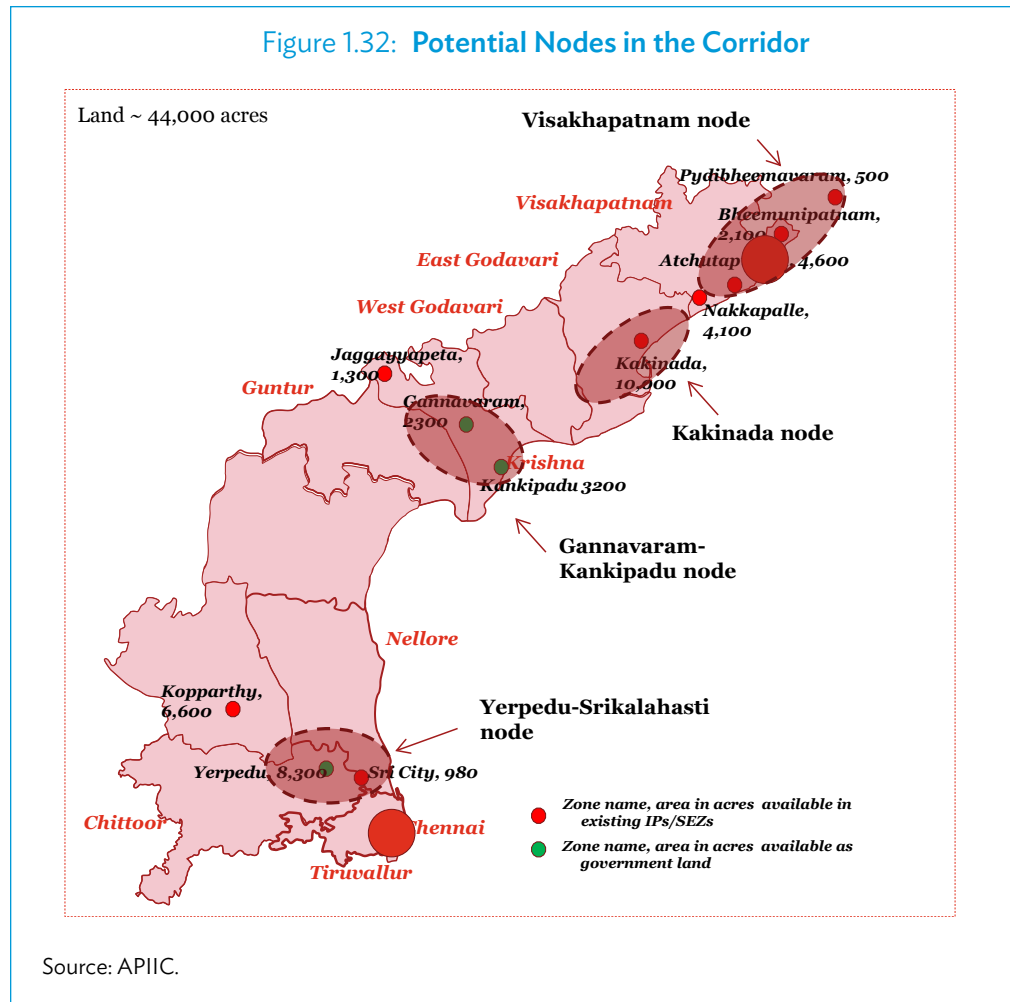 Figure 1.32: Potential Nodes in the Corridor
Land ~ 44,000 acres
Visakhapatnam node
Pydibheemavaram, 500
Visakhapatnam
Bheemunipatnam,
2,100
East Godavari
Atchutap , 4,600
West Godavari
Nakkapalle,
4,100
Jaggayyapeta,
1,300
Kakinada,
10,000
Guntur
Gannavaram,
2300
Kakinada node
Krishna
Kankipadu 3200
Gannavaram-
Kankipadu node
Nellore
Kopparthy,
6,600
Yerpedu-Srikalahasti
node
Yerpedu, 8,300
Sri City, 980
Zone name, area in acres available in
existing IPs/SEZs
Chittoor
Chennai
Zone name, area in acres available as
government land
Tiruvallur
Source: APIIC.